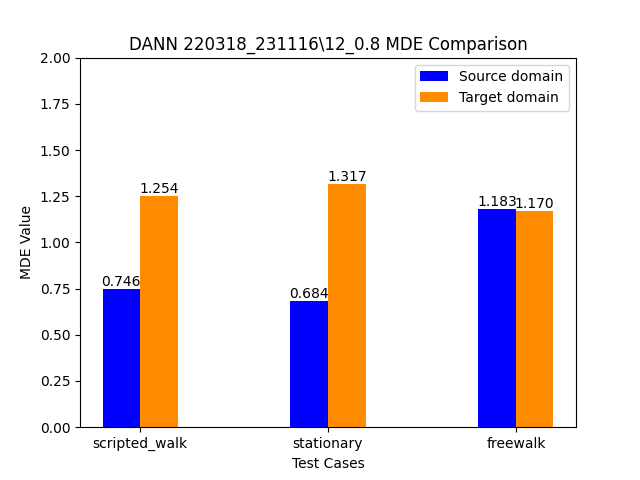 DANN 220318_231116\12_0.8 MDE Comparison
Source domain
Target domain
MDE Value
2.00
1.75
1.50
1.25
1.00
0.75
0.50
0.25
0.00
0.746
1.254
0.684
1.317
1.183
1.170
scripted_walk
stationary
freewalk
Test Cases